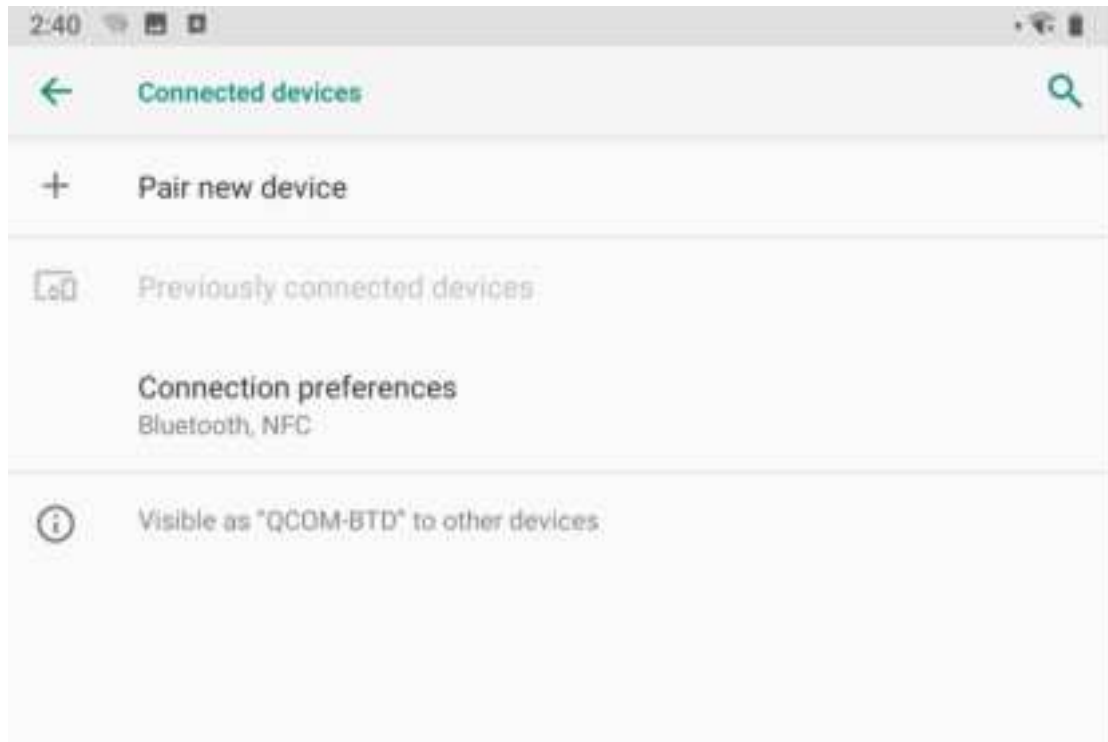 2:40
Connected devices
Pair new device
Previously connected devices
Connection preferences
Bluetooth, NFC
Visible as "QCOM-BTD" to other devices